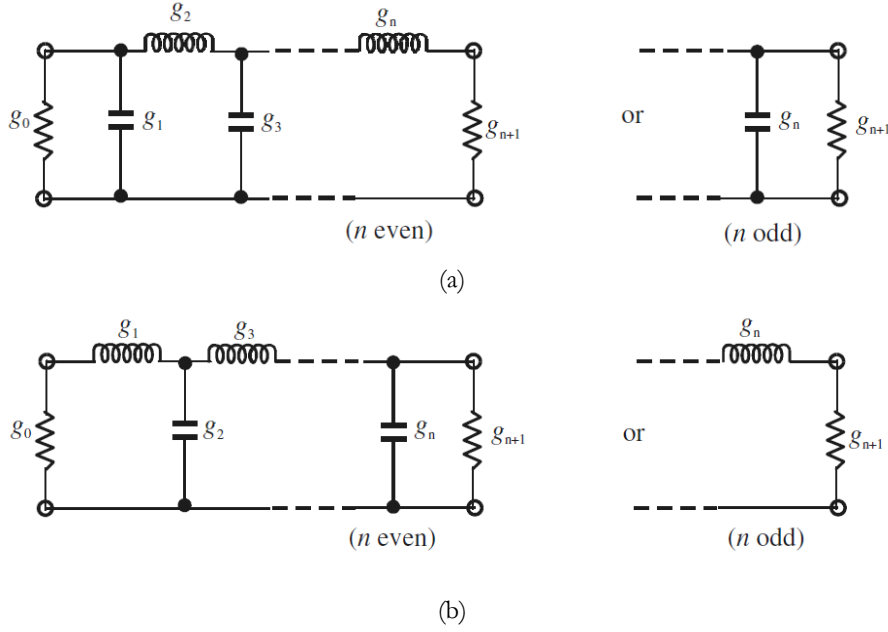 g2 gn
g0 g1 g3 gn+1 or gn gn+1
(n even) (n odd)
(a)
g1 g3 gn
g0 g2 gn gn+1 or gn+1
(n even) (n odd)
(b)